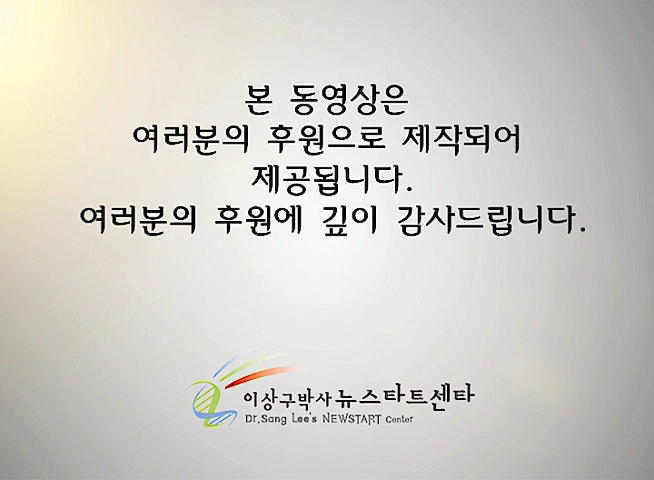 본 동영상은
여러분의 후원으로 제작되어
제공됩니다.
여러분의 후원에 깊이 감사드립니다.
이상구박사 뉴스타트센타
Dr.Sang Lee's NEWSTART Center